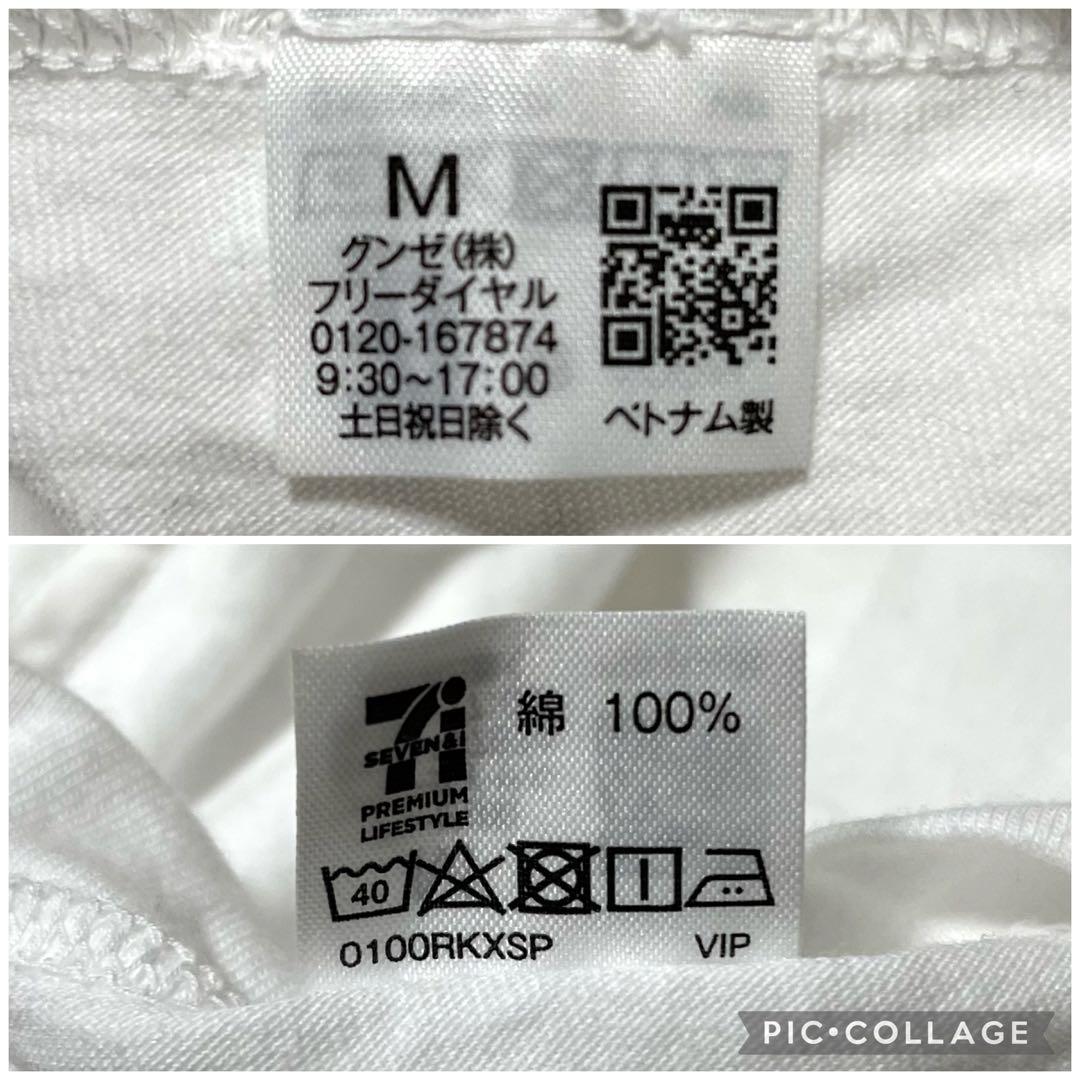 M
グンゼ(株)
フリーダイヤル
0120-167874
9:30~17:00
土日祝日除く
ベトナム製
7i
SEVEN&I
PREMIUM
LIFESTYLE
綿 100%
40
0100RKXSP
VIP
PIC•COLLAGE